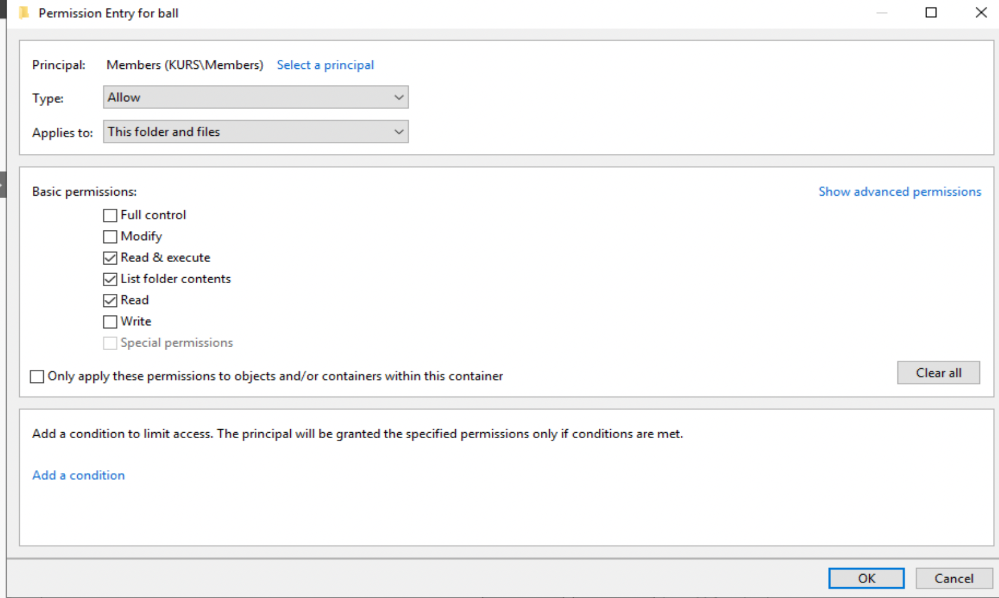 Permission Entry for ball
Principal: Members (KURS\Members) Select a principal
Type: Allow
Applies to: This folder and files
Basic permissions: Show advanced permissions
Full control
Modify
Read & execute
List folder contents
Read
Write
Special permissions
Only apply these permissions to objects and/or containers within this container Clear all
Add a condition to limit access. The principal will be granted the specified permissions only if conditions are met.
Add a condition
OK Cancel